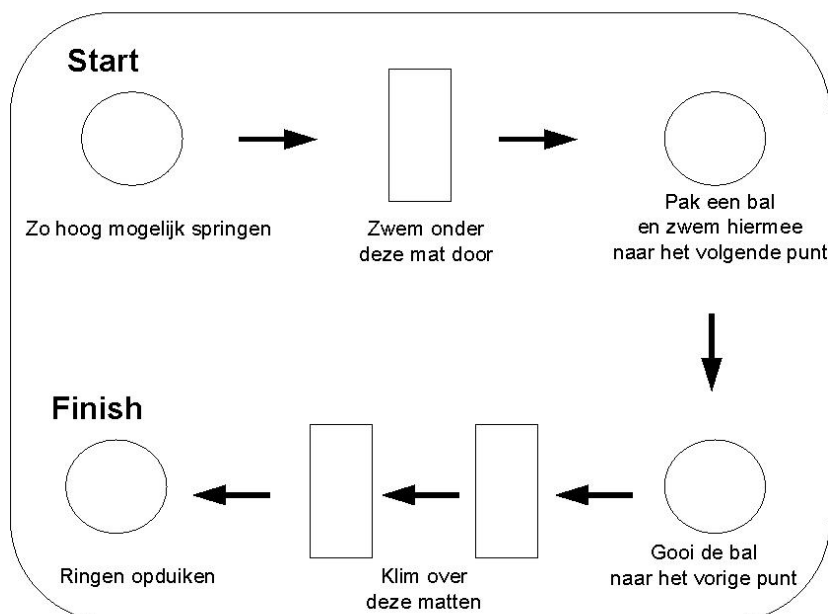 Start
Zo hoog mogelijk springen
Zwem onder
deze mat door
Pak een bal
en zwem hiermee
naar het volgende punt
Finish
Ringen opduiken
Klim over
deze matten
Gooi de bal
naar het vorige punt